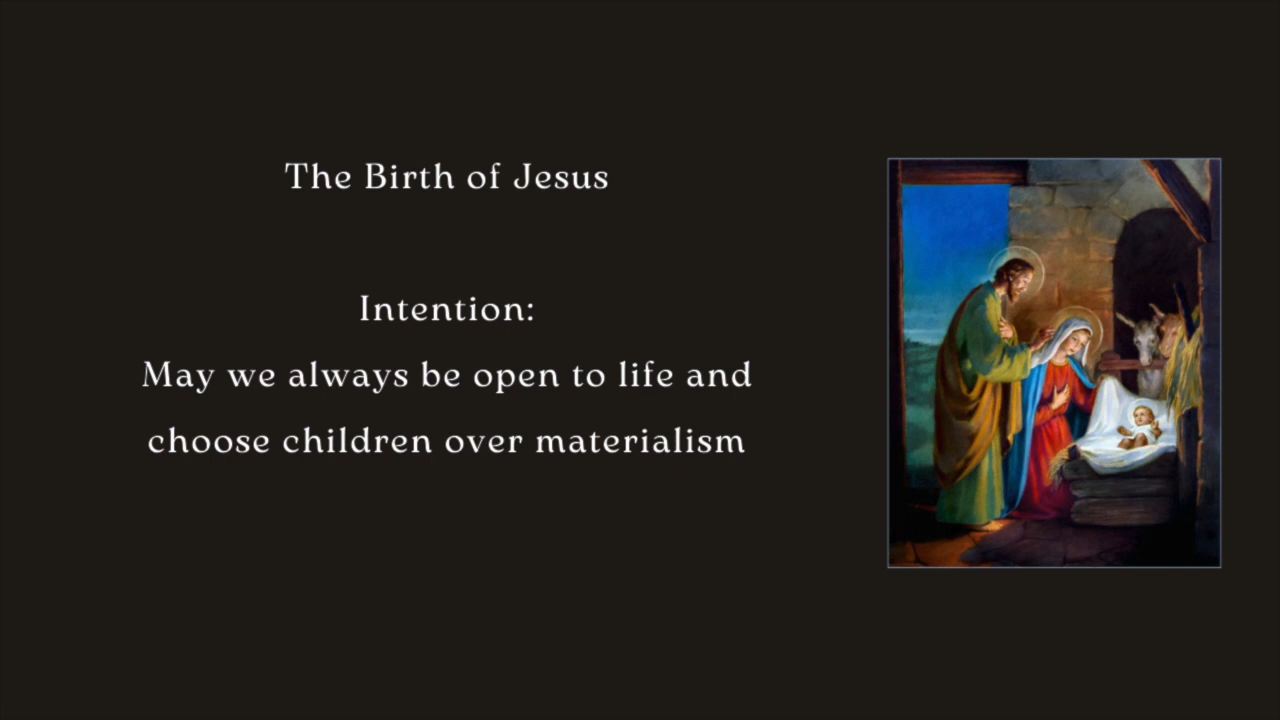 The Birth of Jesus
Intention:
May we always be open to life and
choose children over materialism